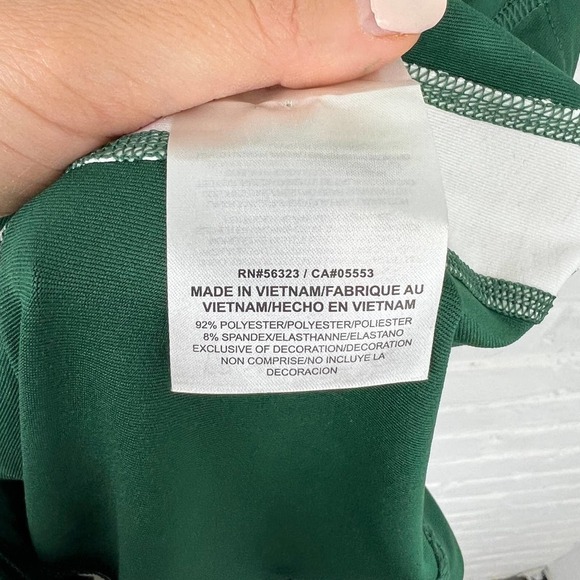 RN#56323 / CA#05553
MADE IN VIETNAM/FABRIQUE AU
VIETNAM/HECHO EN VIETNAM
92% POLYESTER/POLYESTER/POLIESTER
8% SPANDEX/ELASTHANNE/ELASTANO
EXCLUSIVE OF DECORATION/DECORATION
NON COMPRISE/NO INCLUYE LA
DECORACION